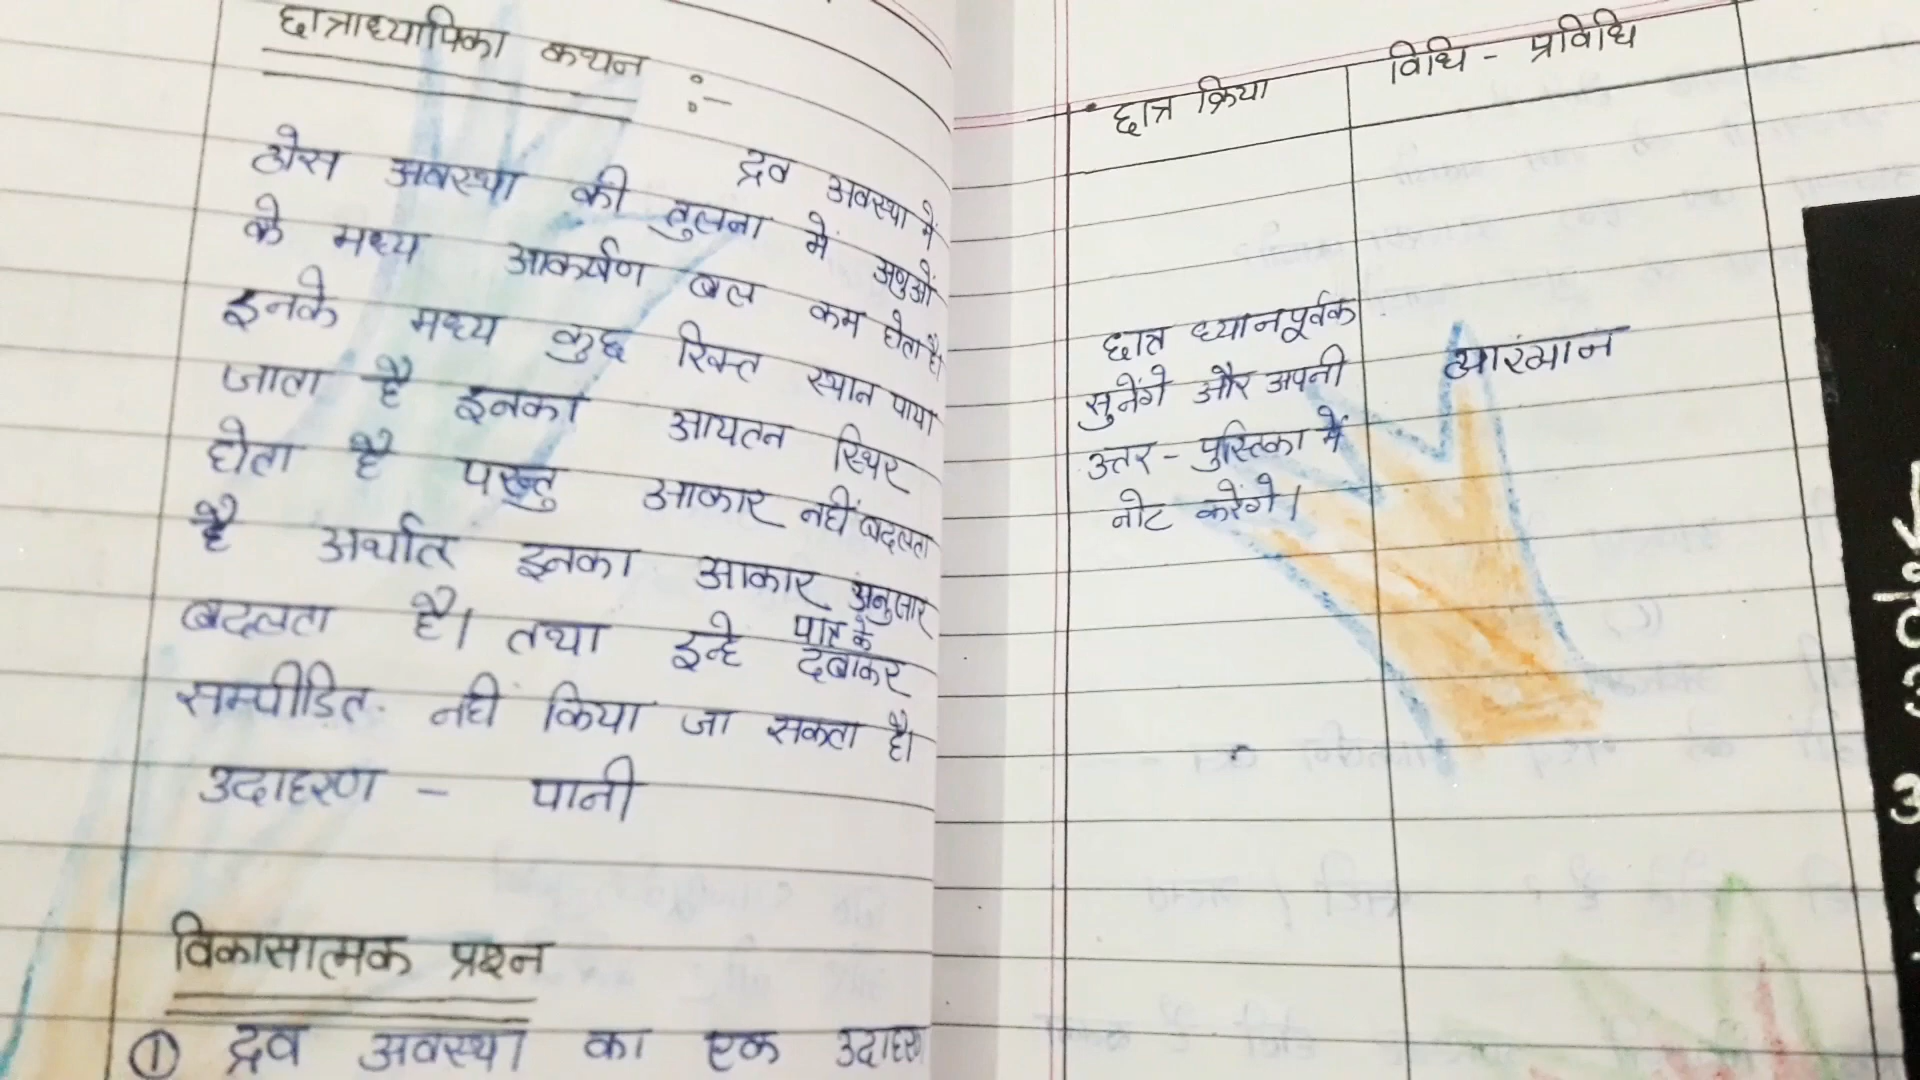 छात्राध्यापिका कथन :-
द्रव अवस्था में
ठोस अवस्था की तुलना में अणुओं
के मध्य आकर्षण बल कम होता है।
इनके मध्य कुछ रिक्त स्थान पाया
जाता है इनका आयतन स्थिर
होता है परन्तु आकार नहीं बदलता
है अर्थात इनका आकार अनुसार
पात्र के
बदलता है। तथा इन्हे दबाकर
सम्पीडित नही किया जा सकता है।
उदाहरण - पानी
विकासात्मक प्रश्न
① द्रव अवस्था का एक
छात्र क्रिया
विधि - प्रविधि
छात्र ध्यानपूर्वक
सुनेंगे और अपनी
उत्तर - पुस्तिका में
नोट करेंगे।